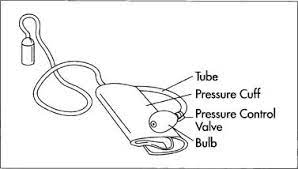 Tube
Pressure Cuff
Pressure Control
Valve
Bulb